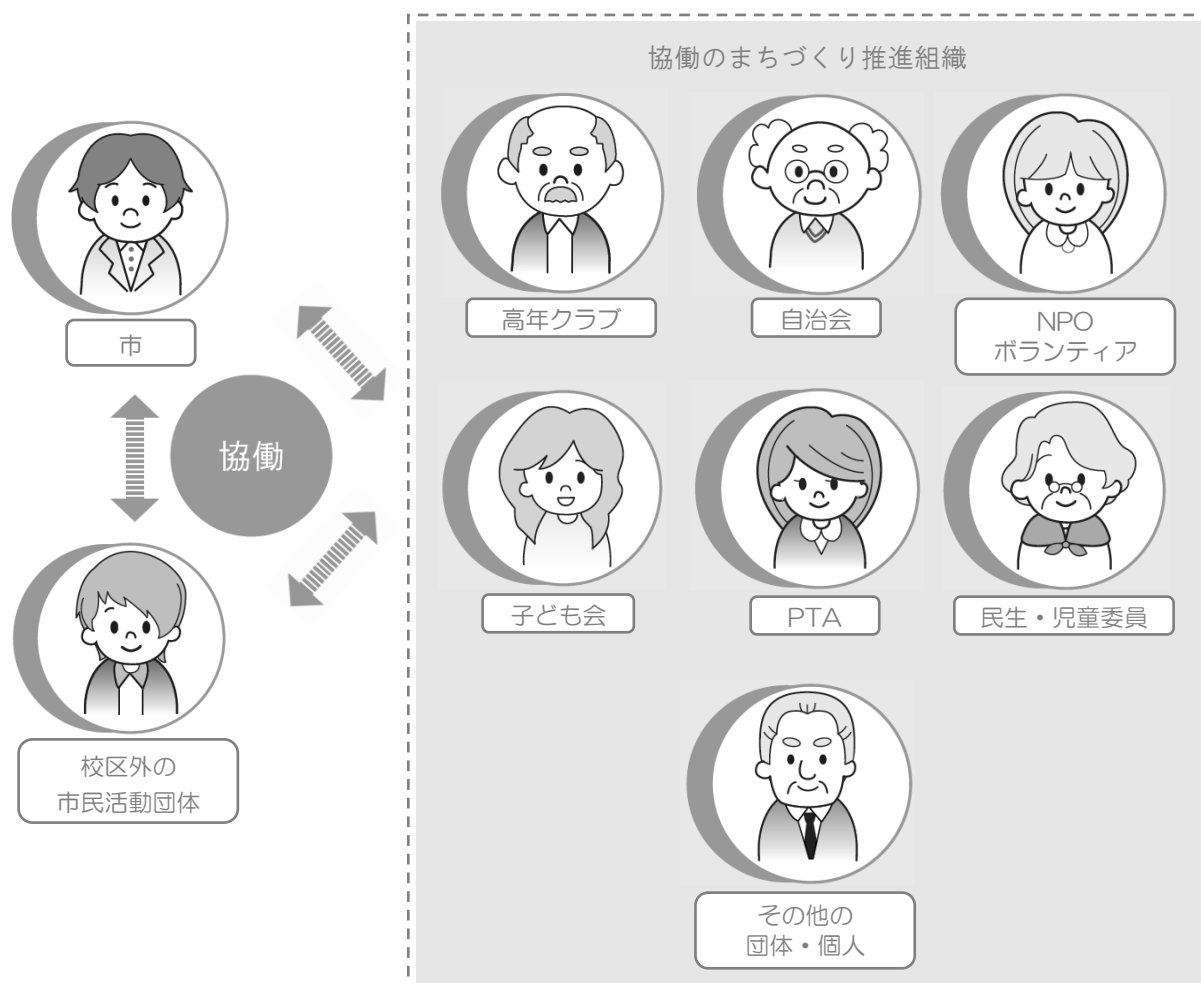 協働のまちづくり推進組織
高年クラブ
自治会
NPO
ボランティア
市
協働
子ども会
PTA
民生・児童委員
校区外の
市民活動団体
その他の
団体・個人